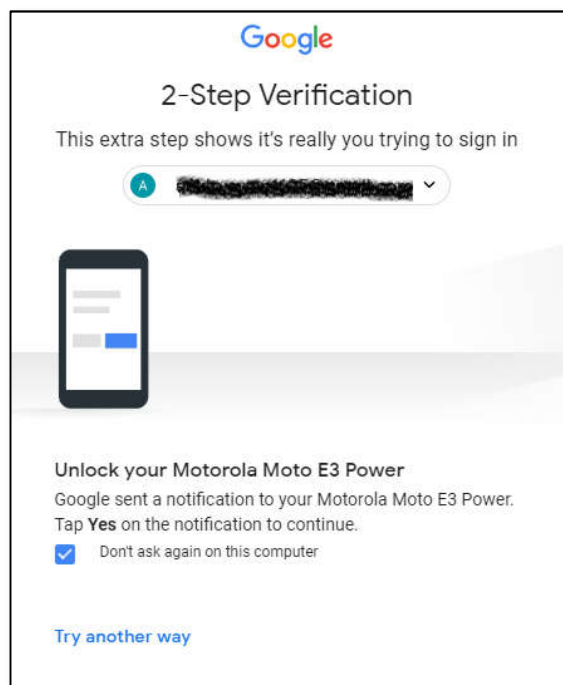 Google
2-Step Verification
This extra step shows it's really you trying to sign in
A
Unlock your Motorola Moto E3 Power
Google sent a notification to your Motorola Moto E3 Power.
Tap Yes on the notification to continue.
Don't ask again on this computer
Try another way